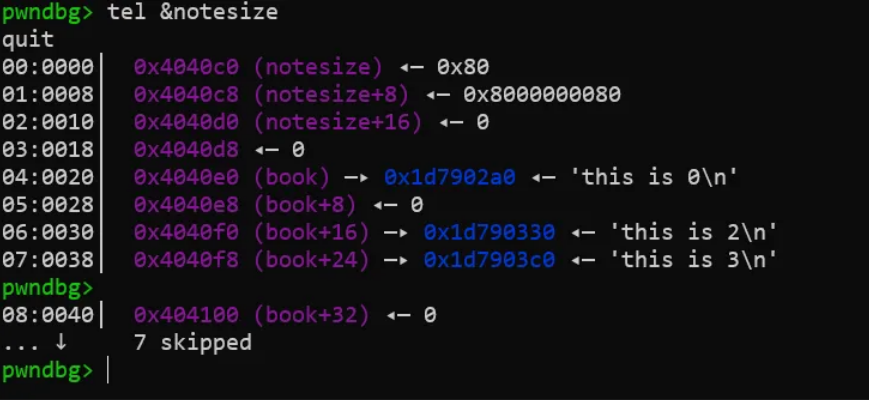 pwndbg> tel &notesize
quit
00:0000│  0x4040c0 (notesize) ◂— 0x80
01:0008│  0x4040c8 (notesize+8) ◂— 0x8000000080
02:0010│  0x4040d0 (notesize+16) ◂— 0
03:0018│  0x4040d8 ◂— 0
04:0020│  0x4040e0 (book) —▸ 0x1d7902a0 ◂— 'this is 0\n'
05:0028│  0x4040e8 (book+8) ◂— 0
06:0030│  0x4040f0 (book+16) —▸ 0x1d790330 ◂— 'this is 2\n'
07:0038│  0x4040f8 (book+24) —▸ 0x1d7903c0 ◂— 'this is 3\n'
pwndbg>
08:0040│  0x404100 (book+32) ◂— 0
... ↓     7 skipped
pwndbg>